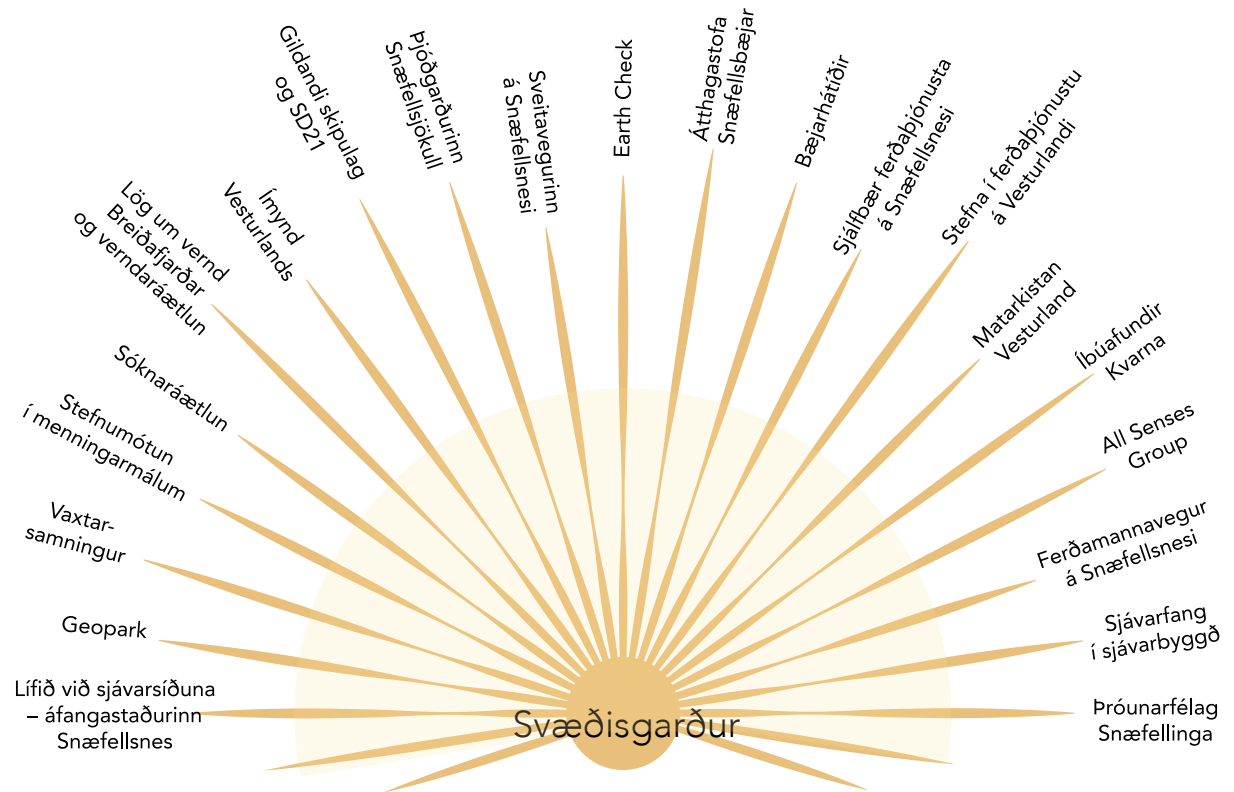 Lífið við sjávarsíðuna
– áfangastaðurinn
Snæfellsnes
Geopark
Vaxtar-
samningur
Stefnumótun
í menningarmálum
Sóknaráætlun
Lög um vernd
Breiðafjarðar
og verndaráætlun
Ímynd
Vesturlands
Gildandi skipulag
og SD21
Þjóðgarðurinn
Snæfellsjökull
Sveitavegurinn
á Snæfellsnesi
Earth Check
Átthagastofa
Snæfellsbæjar
Bæjarhátíðir
Sjálfbær ferðaþjónusta
á Snæfellsnesi
Stefna í ferðaþjónustu
á Vesturlandi
Matarkistan
Vesturland
Íbúafundir
Kvarna
All Senses
Group
Ferðamannavegur
á Snæfellsnesi
Sjávarfang
í sjávarbyggð
Þróunarfélag
Snæfellinga
Svæðisgarður